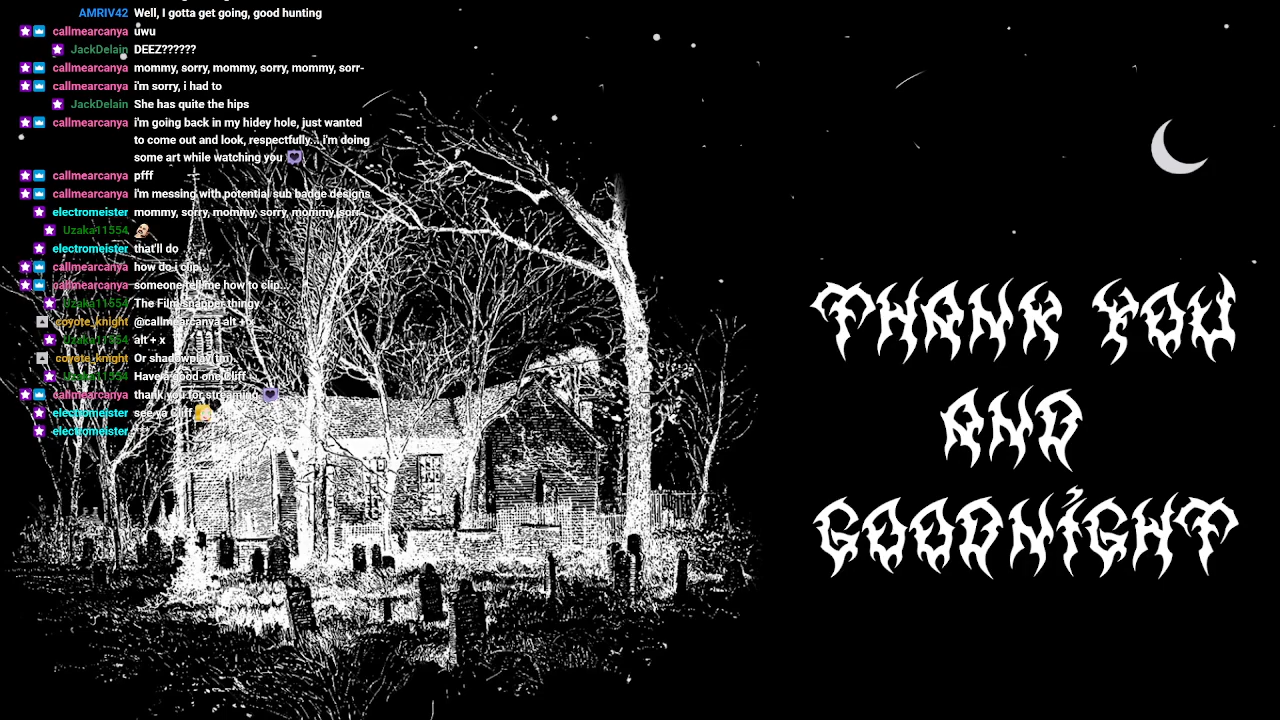 AMRIV42 Well, I gotta get going, good hunting
callmearcanya uwu
JackDelain DEEZ??????
callmearcanya mommy, sorry, mommy, sorry, mommy, sorr-
callmearcanya i'm sorry, i had to
JackDelain She has quite the hips
callmearcanya i'm going back in my hidey hole, just wanted
to come out and look, respectfully... i'm doing
some art while watching you
callmearcanya pfff
callmearcanya i'm messing with potential sub badge designs
electromeister mommy, sorry, mommy, sorry, mommy, sorr-
Uzaka11554
electromeister that'll do
callmearcanya how do i clip...
callmearcanya someone tell me how to clip...
Uzaka11554 The Film snapper thingy
coyote_knight @callmearcanya alt +
Uzaka11554 alt + x
coyote_knight Or shadowplay
Uzaka11554 Have a good one Cliff
callmearcanya thank you for streaming
electromeister see ya Cliff
electromeister
THANK YOU
AND
GOODNIGHT